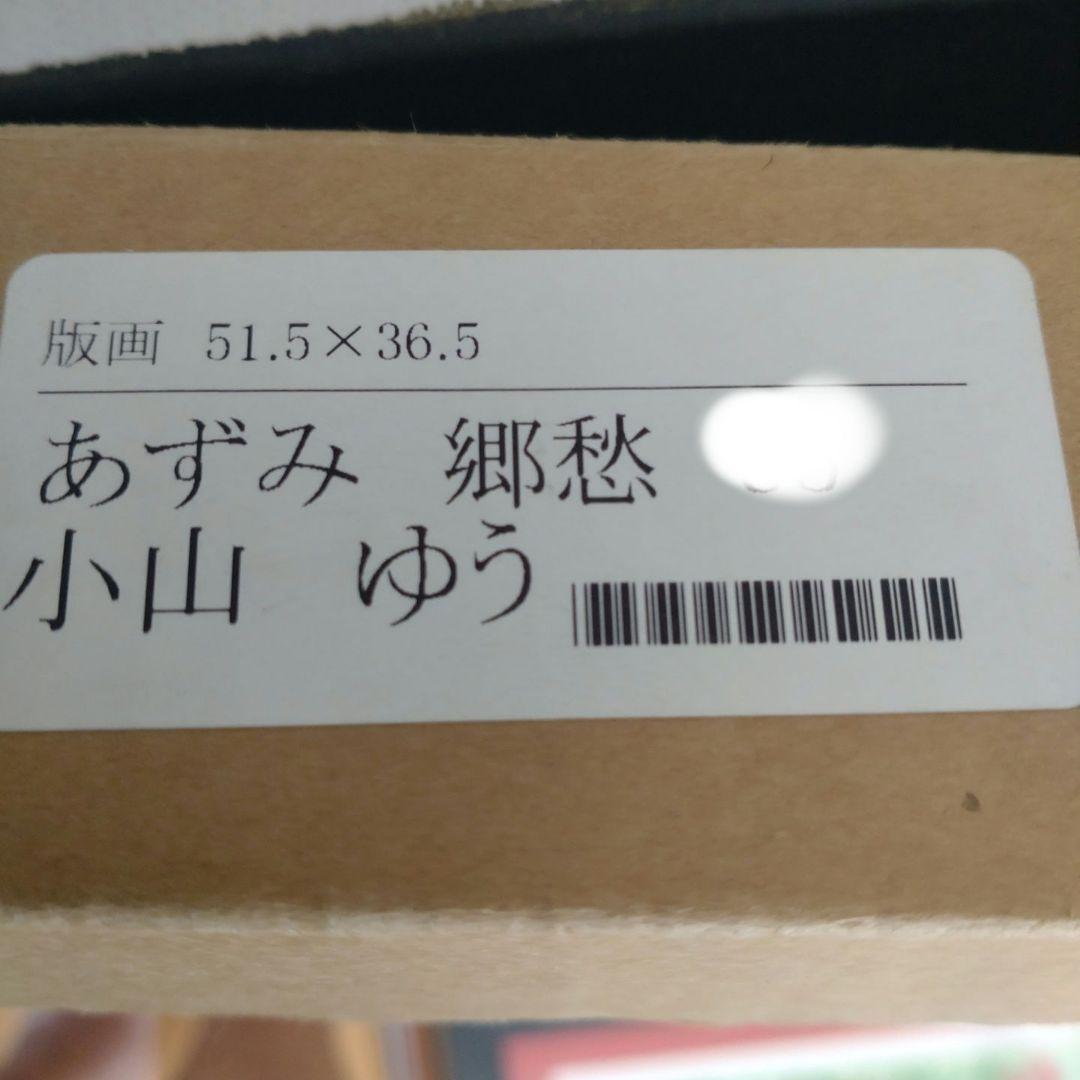 版画 51.5×36.5
あずみ 郷愁
小山 ゆう